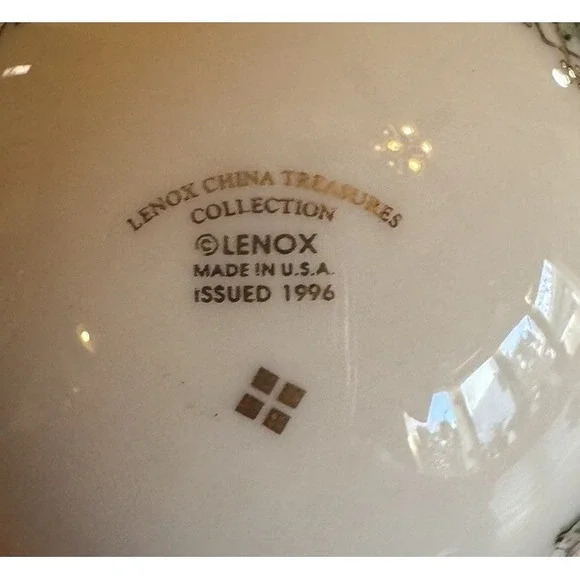 LENOX CHINA TREASURES
COLLECTION
©LENOX
MADE IN U.S.A.
ISSUED 1996